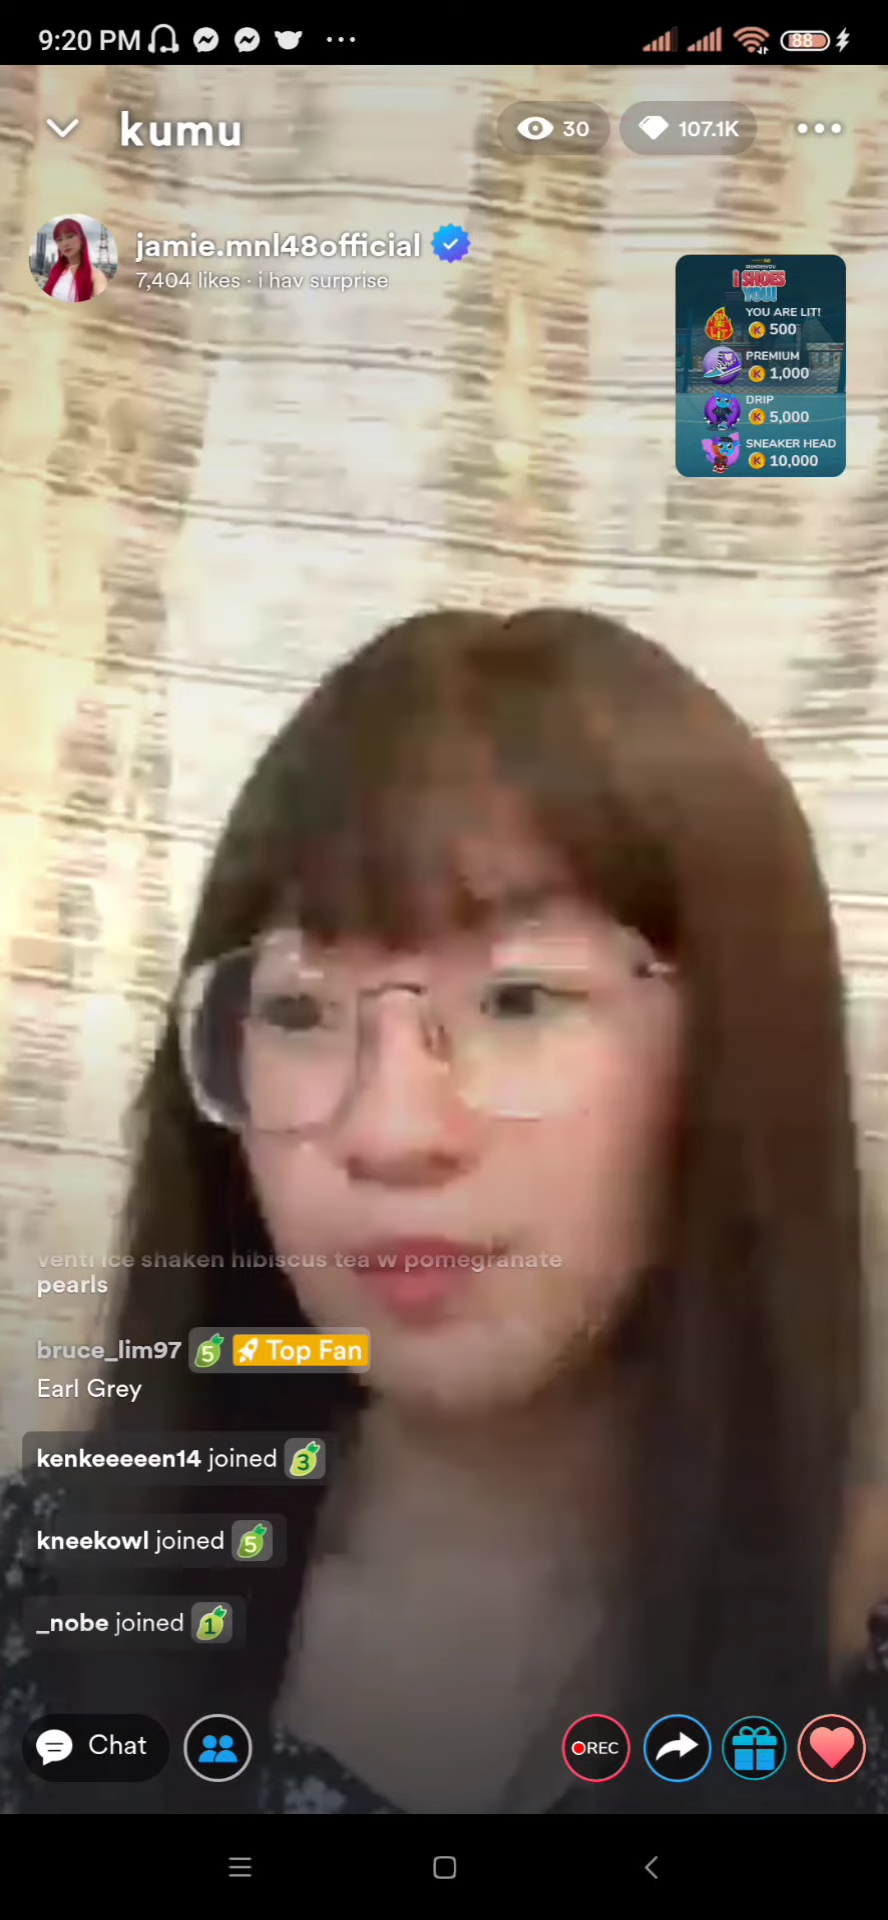 9:20 PM
88
kumu
30
107.1K
jamie.mnl48official
7,404 likes · i hav surprise
I SHOES
YOU!
YOU ARE LIT!
500
PREMIUM
1,000
DRIP
5,000
SNEAKER HEAD
10,000
venti ice shaken hibiscus tea w pomegranate
pearls
bruce_lim97 5 Top Fan
Earl Grey
kenkeeeeen14 joined 3
kneekowl joined 5
_nobe joined 1
Chat
REC